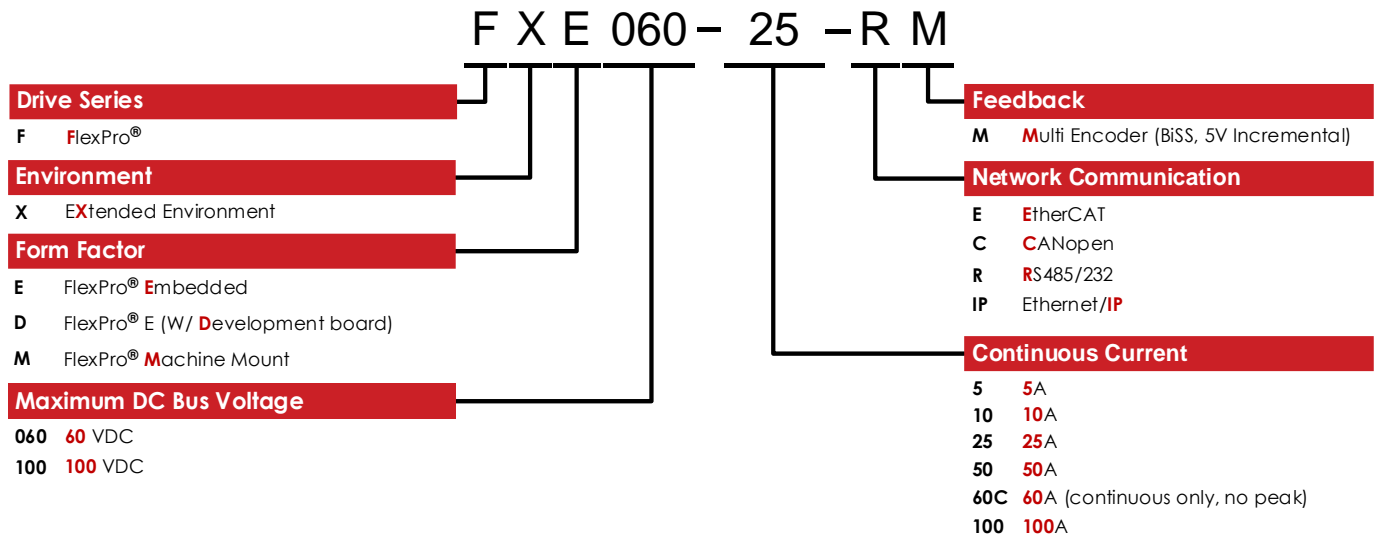 F X E 060 – 25 – R M
Drive Series
F FlexPro®
Environment
X EXtended Environment
Form Factor
E FlexPro® Embedded
D FlexPro® E (W/ Development board)
M FlexPro® Machine Mount
Maximum DC Bus Voltage
060 60 VDC
100 100 VDC
Feedback
M Multi Encoder (BiSS, 5V Incremental)
Network Communication
E EtherCAT
C CANopen
R RS485/232
IP Ethernet/IP
Continuous Current
5 5A
10 10A
25 25A
50 50A
60C 60A (continuous only, no peak)
100 100A